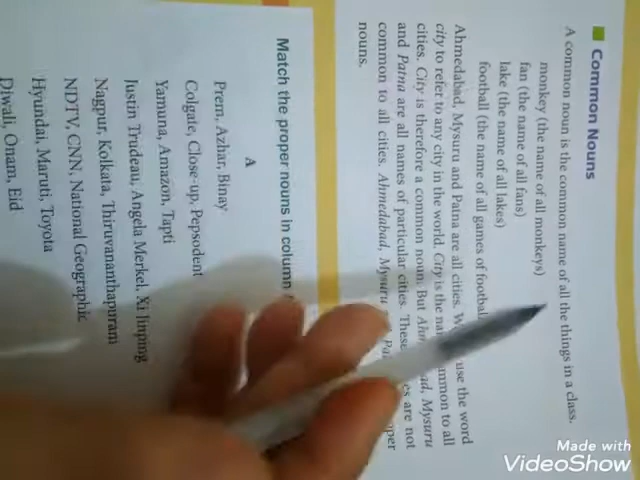 Common Nouns
A common noun is the common name of all the things in a class.
monkey (the name of all monkeys)
fan (the name of all fans)
lake (the name of all lakes)
football (the name of all games of
Ahmedabad, Mysuru and Patna are all cities. use the word
city to refer to any city in the world. City is the common to all
cities. City is therefore a common noun. But Mysuru
and Patna are all names of particular cities. These are not
common to all cities. Ahmedabad, Mysuru
nouns.
Match the proper nouns in column
A
Prem, Azhar, Binay
Colgate, Close-up, Pepsodent
Yamuna, Amazon, Tapti
Justin Trudeau, Angela Merkel, Xi Jinping
Nagpur, Kolkata, Thiruvananthapuram
NDTV, CNN, National Geographic
Hyundai, Maruti, Toyota
Diwali, Onam, Eid
Made with
VideoShow